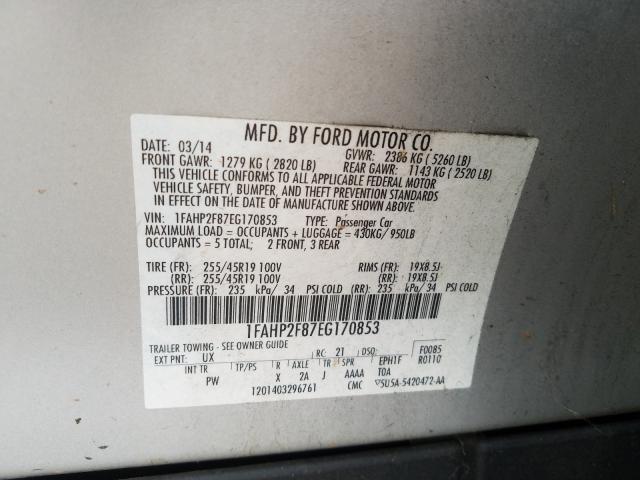 MFD. BY FORD MOTOR CO.
DATE: 03/14 GVWR: 2386 KG ( 5260 LB)
FRONT GAWR: 1279 KG ( 2820 LB) REAR GAWR: 1143 KG ( 2520 LB)
THIS VEHICLE CONFORMS TO ALL APPLICABLE FEDERAL MOTOR
VEHICLE SAFETY, BUMPER, AND THEFT PREVENTION STANDARDS
IN EFFECT ON THE DATE OF MANUFACTURE SHOWN ABOVE.
VIN: 1FAHP2F87EG170853 TYPE: Passenger Car
MAXIMUM LOAD = OCCUPANTS + LUGGAGE = 430KG/ 950LB
OCCUPANTS = 5 TOTAL; 2 FRONT, 3 REAR
TIRE (FR): 255/45R19 100V RIMS (FR): 19X8.5J
(RR): 255/45R19 100V (RR): 19X8.5J
PRESSURE (FR): 235 kPa/ 34 PSI COLD (RR): 235 kPa/ 34 PSI COLD
1FAHP2F87EG170853
TRAILER TOWING - SEE OWNER GUIDE
EXT PNT: UX RC: 21 DSO: F0085
INT TR TP/PS R AXLE TR SPR EPH1F R0110
PW X 2A J AAAA TOA
1201403296761 CMC 5U5A-5420472-AA